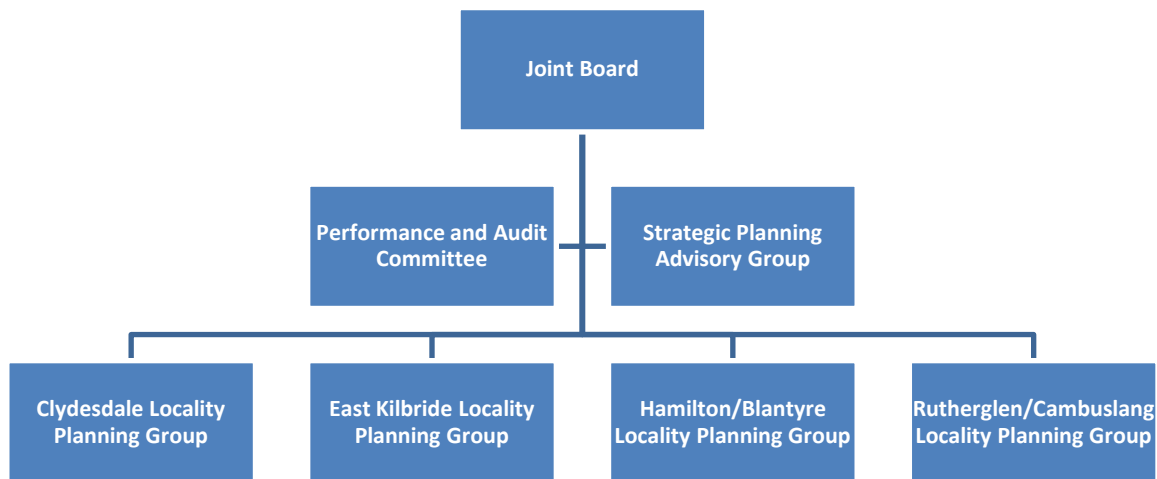 Joint Board
Performance and Audit
Committee
Strategic Planning
Advisory Group
Clydesdale Locality
Planning Group
East Kilbride Locality
Planning Group
Hamilton/Blantyre
Locality Planning Group
Rutherglen/Cambuslang
Locality Planning Group